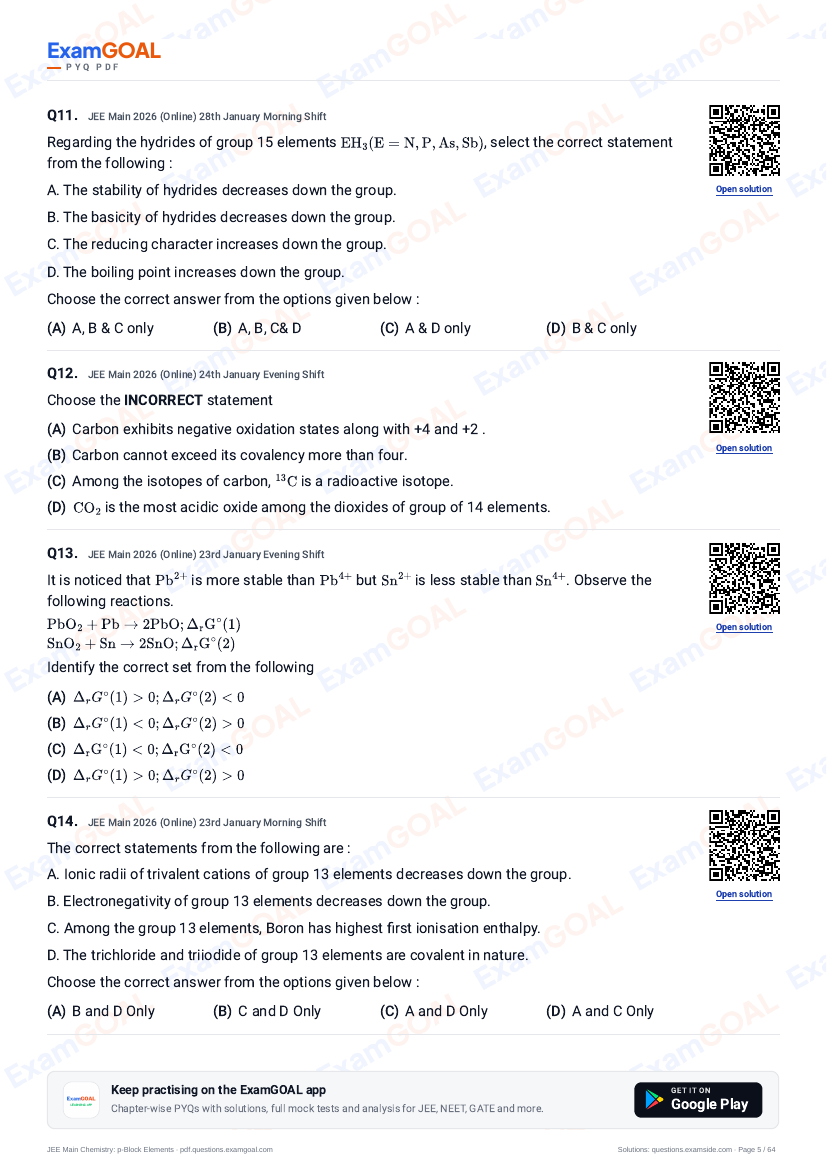 ExamGOAL
PYQ PDF
Q11. JEE Main 2026 (Online) 28th January Morning Shift
Regarding the hydrides of group 15 elements EH₃(E = N, P, As, Sb), select the correct statement
from the following :
A. The stability of hydrides decreases down the group.
B. The basicity of hydrides decreases down the group.
C. The reducing character increases down the group.
D. The boiling point increases down the group.
Choose the correct answer from the options given below :
(A) A, B & C only (B) A, B, C& D (C) A & D only (D) B & C only
Open solution
Q12. JEE Main 2026 (Online) 24th January Evening Shift
Choose the INCORRECT statement
(A) Carbon exhibits negative oxidation states along with +4 and +2 .
(B) Carbon cannot exceed its covalency more than four.
(C) Among the isotopes of carbon, ¹³C is a radioactive isotope.
(D) CO₂ is the most acidic oxide among the dioxides of group of 14 elements.
Open solution
Q13. JEE Main 2026 (Online) 23rd January Evening Shift
It is noticed that Pb²⁺ is more stable than Pb⁴⁺ but Sn²⁺ is less stable than Sn⁴⁺. Observe the
following reactions.
PbO₂ + Pb → 2PbO; ΔᵣG°(1)
SnO₂ + Sn → 2SnO; ΔᵣG°(2)
Identify the correct set from the following
(A) ΔᵣG°(1) > 0; ΔᵣG°(2) < 0
(B) ΔᵣG°(1) < 0; ΔᵣG°(2) > 0
(C) ΔᵣG°(1) < 0; ΔᵣG°(2) < 0
(D) ΔᵣG°(1) > 0; ΔᵣG°(2) > 0
Open solution
Q14. JEE Main 2026 (Online) 23rd January Morning Shift
The correct statements from the following are :
A. Ionic radii of trivalent cations of group 13 elements decreases down the group.
B. Electronegativity of group 13 elements decreases down the group.
C. Among the group 13 elements, Boron has highest first ionisation enthalpy.
D. The trichloride and triiodide of group 13 elements are covalent in nature.
Choose the correct answer from the options given below :
(A) B and D Only (B) C and D Only (C) A and D Only (D) A and C Only
Open solution
ExamGOAL
Keep practising on the ExamGOAL app
Chapter-wise PYQs with solutions, full mock tests and analysis for JEE, NEET, GATE and more.
GET IT ON
Google Play
JEE Main Chemistry: p-Block Elements · pdf.questions.examgoal.com
Solutions: questions.examside.com · Page 5 / 64